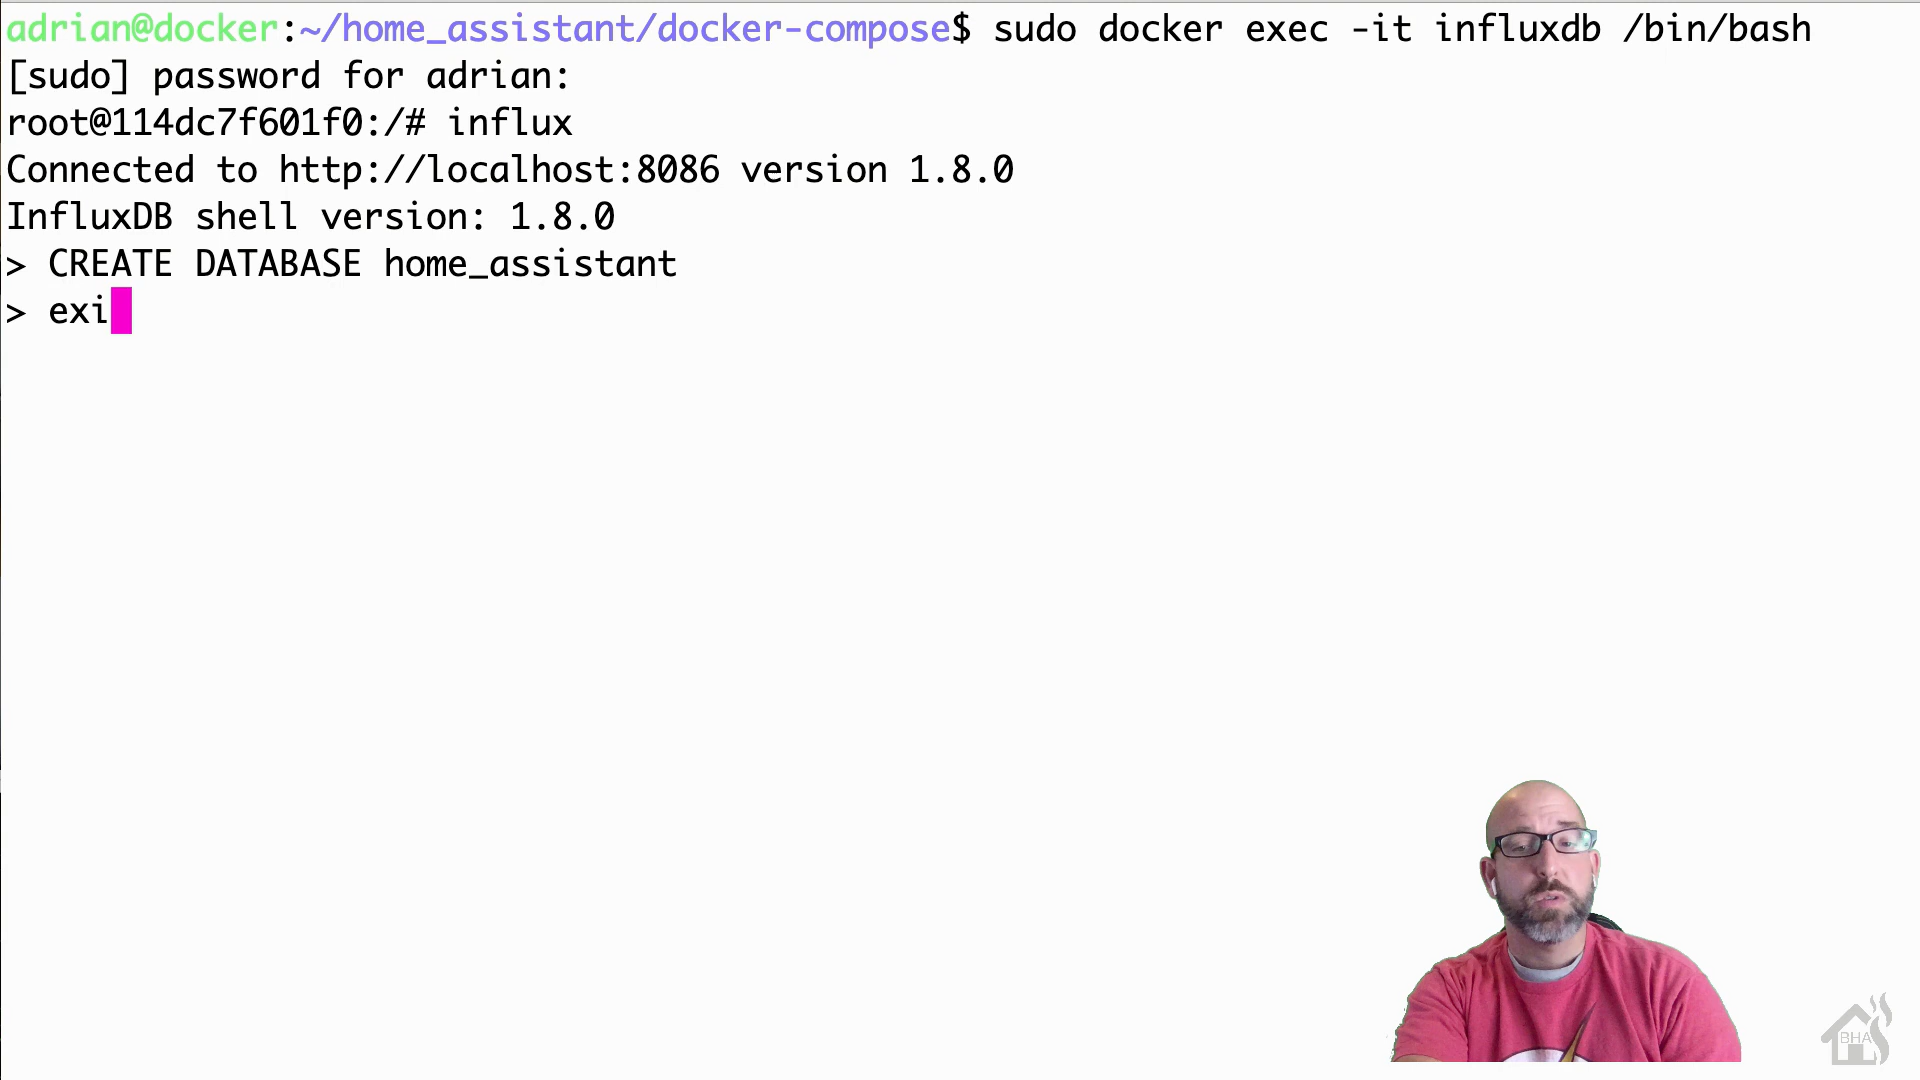 adrian@docker:~/home_assistant/docker-compose$ sudo docker exec -it influxdb /bin/bash
[sudo] password for adrian:
root@114dc7f601f0:/# influx
Connected to http://localhost:8086 version 1.8.0
InfluxDB shell version: 1.8.0
> CREATE DATABASE home_assistant
> exi
BHA